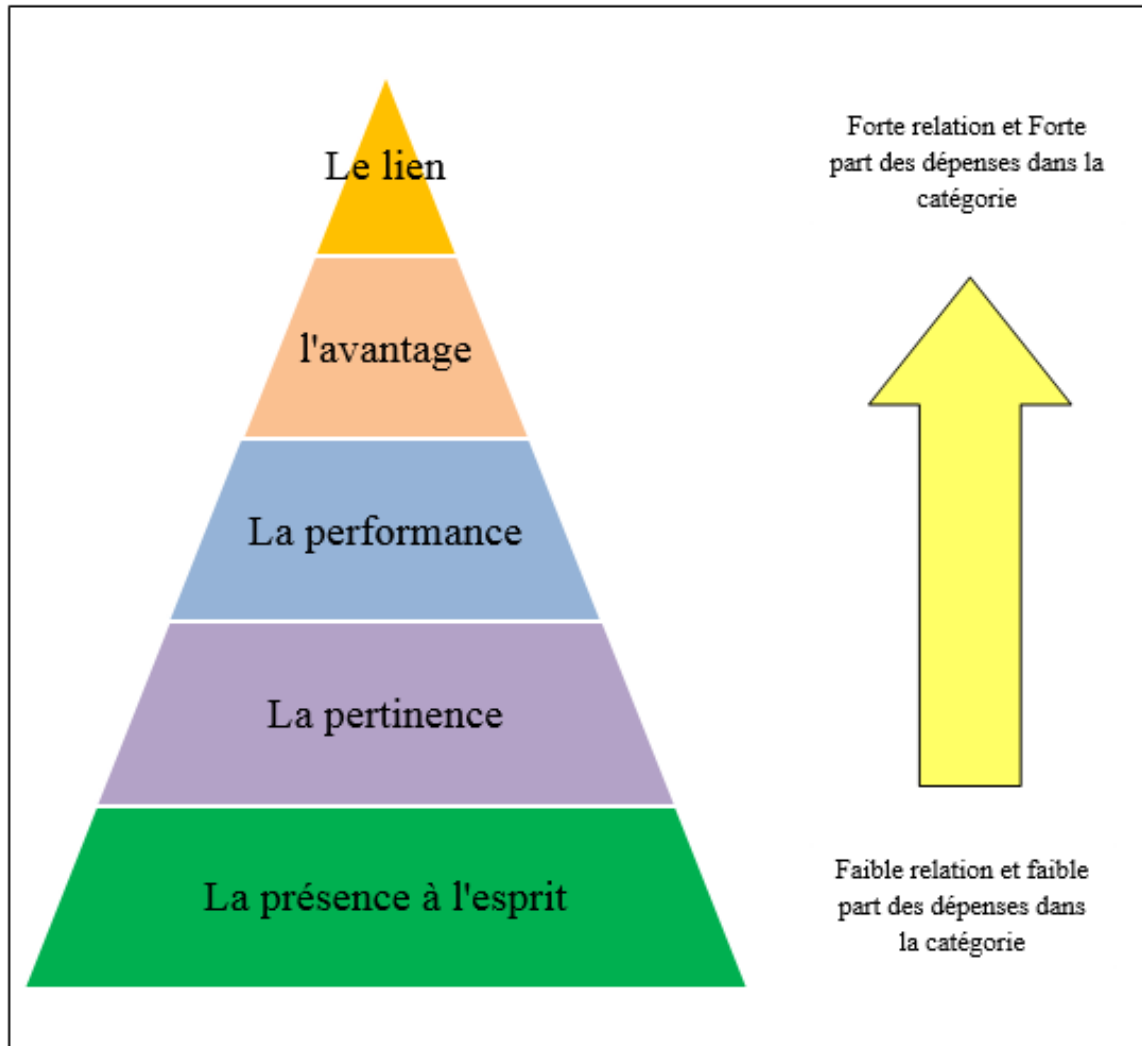 Le lien
l'avantage
La performance
La pertinence
La présence à l'esprit
Forte relation et Forte
part des dépenses dans la
catégorie
Faible relation et faible
part des dépenses dans
la catégorie